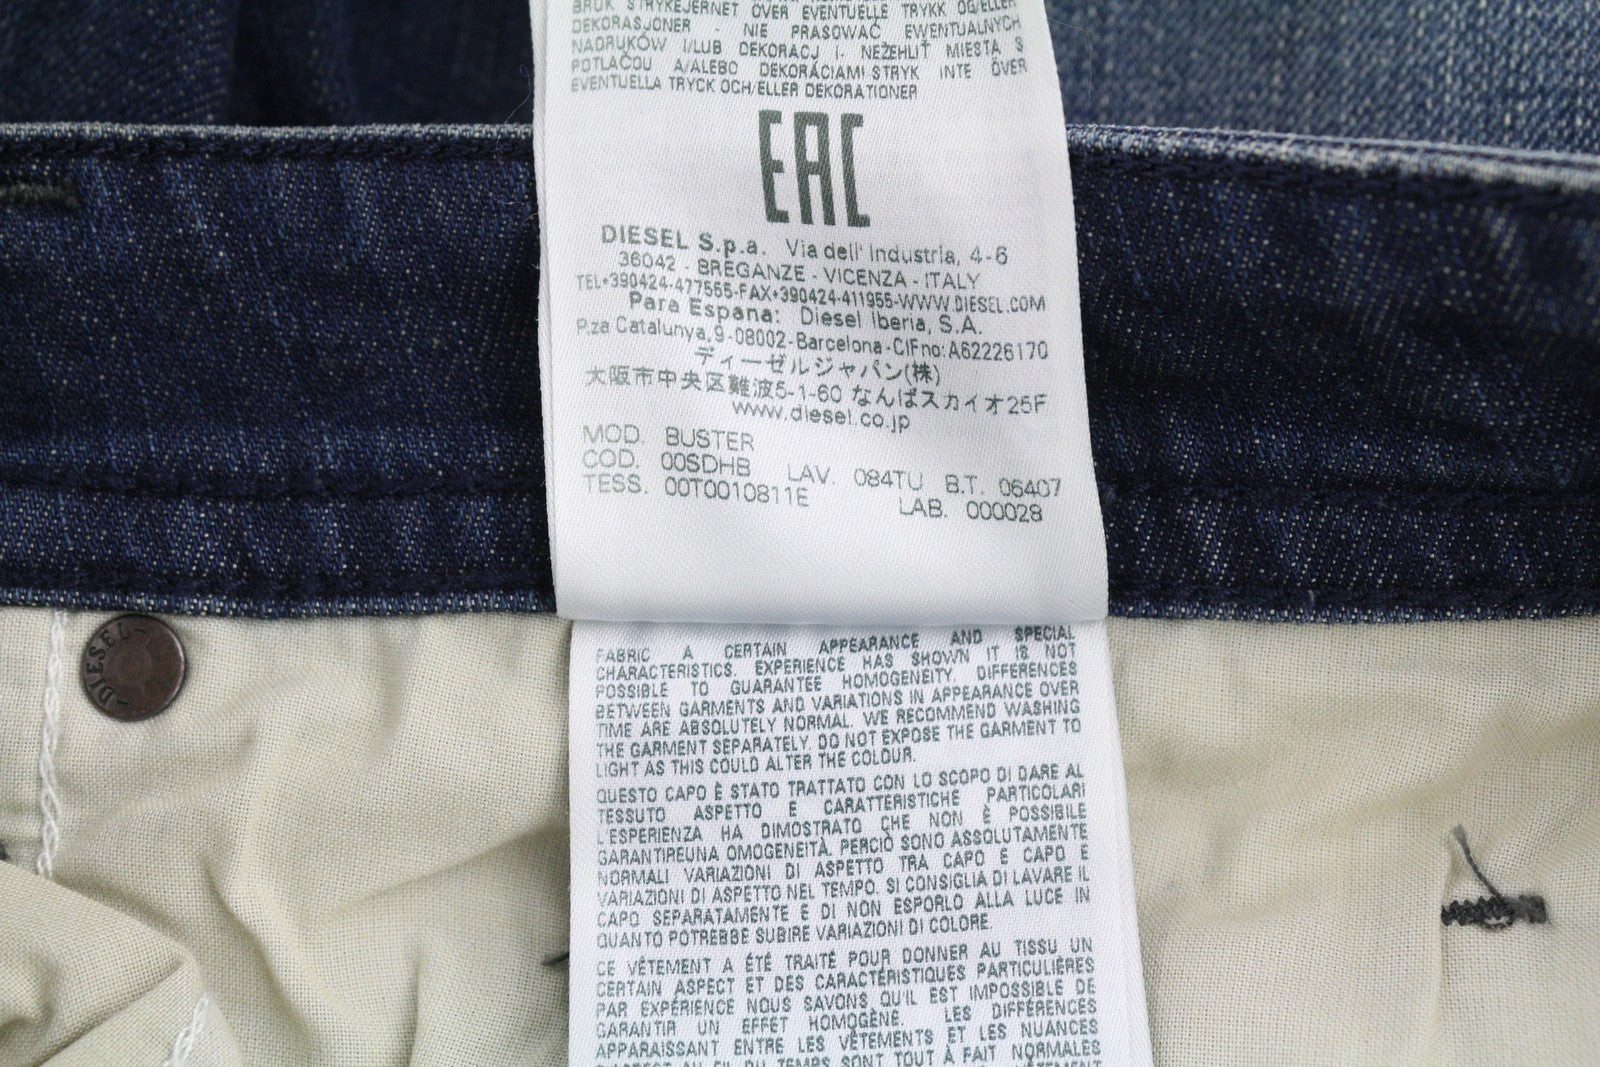 BRUK STRYKEJERNET OVER EVENTUELLE TRYKK OG/ELLER
DEKORASJONER - NIE PRASOWAĆ EWENTUALNYCH
NADRUKÓW I/LUB DEKORACJ I- NEŽEHLIŤ MIESTA S
POTLAČOU A/ALEBO DEKORÁCIAMI-STRYK INTE ÖVER
EVENTUELLA TRYCK OCH/ELLER DEKORATIONER
EAC
DIESEL S.p.a. Via dell' Industria, 4-6
36042 - BREGANZE - VICENZA - ITALY
TEL+390424-477555-FAX+390424-411955-WWW.DIESEL.COM
Para Espana: Diesel Iberia, S.A.
P.za Catalunya,9-08002-Barcelona-CIFno:A62226170
ディーゼルジャパン(株)
大阪市中央区難波5-1-60 なんばスカイオ25F
www.diesel.co.jp
MOD. BUSTER
COD. 00SDHB LAV. 084TU B.T. 06407
TESS. 00T0010811E LAB. 000028
DIESEL
FABRIC A CERTAIN APPEARANCE AND SPECIAL
CHARACTERISTICS. EXPERIENCE HAS SHOWN IT IS NOT
POSSIBLE TO GUARANTEE HOMOGENEITY, DIFFERENCES
BETWEEN GARMENTS AND VARIATIONS IN APPEARANCE OVER
TIME ARE ABSOLUTELY NORMAL. WE RECOMMEND WASHING
THE GARMENT SEPARATELY. DO NOT EXPOSE THE GARMENT TO
LIGHT AS THIS COULD ALTER THE COLOUR.
QUESTO CAPO È STATO TRATTATO CON LO SCOPO DI DARE AL
TESSUTO ASPETTO E CARATTERISTICHE PARTICOLARI
L'ESPERIENZA HA DIMOSTRATO CHE NON È POSSIBILE
GARANTIREUNA OMOGENEITÀ. PERCIÒ SONO ASSOLUTAMENTE
NORMALI VARIAZIONI DI ASPETTO TRA CAPO E CAPO E
VARIAZIONI DI ASPETTO NEL TEMPO. SI CONSIGLIA DI LAVARE IL
CAPO SEPARATAMENTE E DI NON ESPORLO ALLA LUCE IN
QUANTO POTREBBE SUBIRE VARIAZIONI DI COLORE.
CE VÊTEMENT A ÉTÉ TRAITÉ POUR DONNER AU TISSU UN
CERTAIN ASPECT ET DES CARACTÉRISTIQUES PARTICULIÈRES
PAR EXPÉRIENCE NOUS SAVONS QU'IL EST IMPOSSIBLE DE
GARANTIR UN EFFET HOMOGÈNE. LES DIFFÉRENCES
APPARAISSANT ENTRE LES VÊTEMENTS ET LES NUANCES
D'ASPECT AU FIL DU TEMPS SONT TOUT À FAIT NORMALES